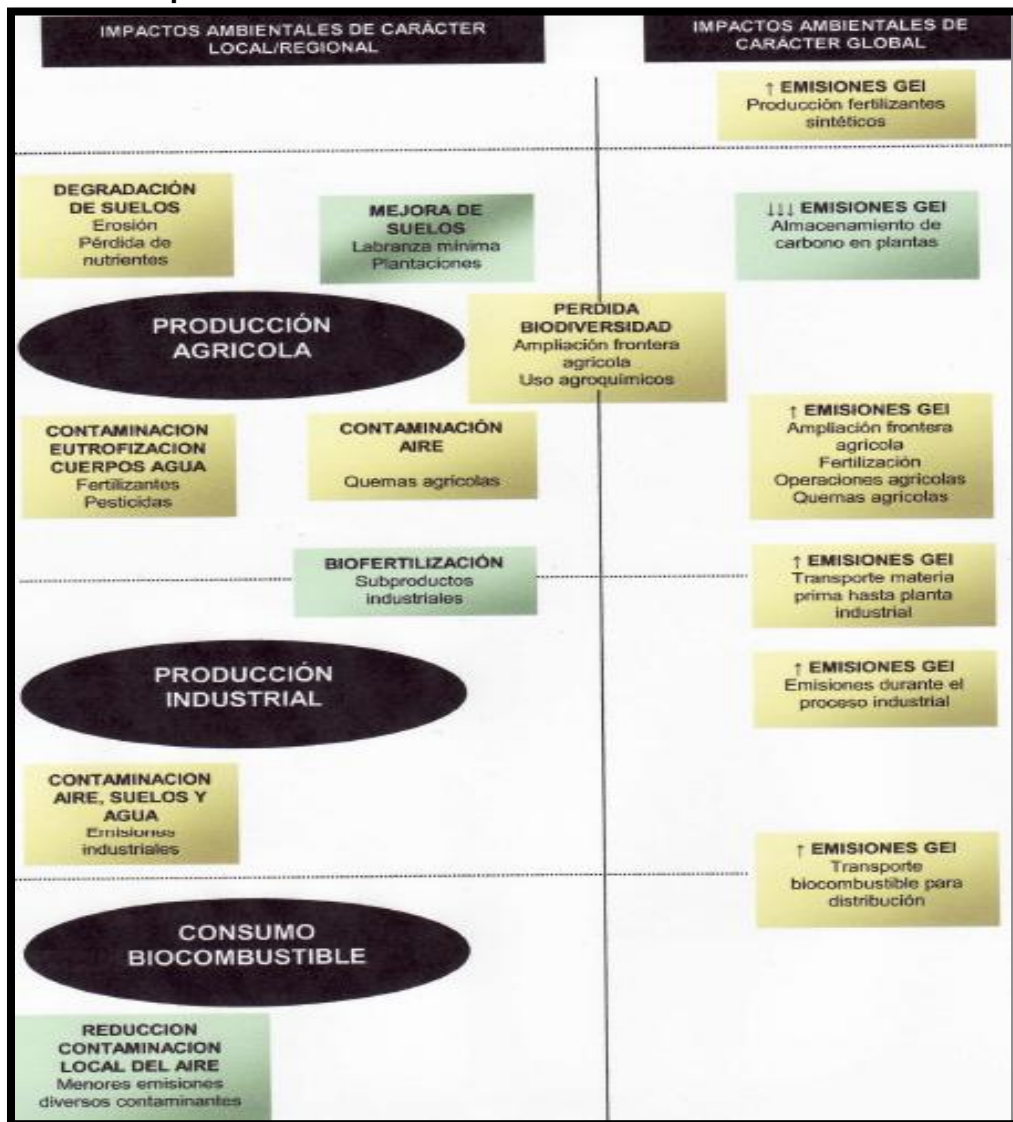 IMPACTOS AMBIENTALES DE CARÁCTER
LOCAL/REGIONAL
IMPACTOS AMBIENTALES DE
CARÁCTER GLOBAL
↑ EMISIONES GEI
Producción fertilizantes
sintéticos
DEGRADACIÓN
DE SUELOS
Erosión
Pérdida de
nutrientes
MEJORA DE
SUELOS
Labranza mínima
Plantaciones
↓↓↓ EMISIONES GEI
Almacenamiento de
carbono en plantas
PRODUCCIÓN
AGRICOLA
PERDIDA
BIODIVERSIDAD
Ampliación frontera
agrícola
Uso agroquímicos
CONTAMINACION
EUTROFIZACION
CUERPOS AGUA
Fertilizantes
Pesticidas
CONTAMINACIÓN
AIRE
Quemas agrícolas
↑ EMISIONES GEI
Ampliación frontera
agrícola
Fertilización
Operaciones agrícolas
Quemas agrícolas
BIOFERTILIZACIÓN
Subproductos
industriales
↑ EMISIONES GEI
Transporte materia
prima hasta planta
industrial
PRODUCCIÓN
INDUSTRIAL
↑ EMISIONES GEI
Emisiones durante el
proceso industrial
CONTAMINACION
AIRE, SUELOS Y
AGUA
Emisiones
industriales
↑ EMISIONES GEI
Transporte
biocombustible para
distribución
CONSUMO
BIOCOMBUSTIBLE
REDUCCION
CONTAMINACION
LOCAL DEL AIRE
Menores emisiones
diversos contaminantes